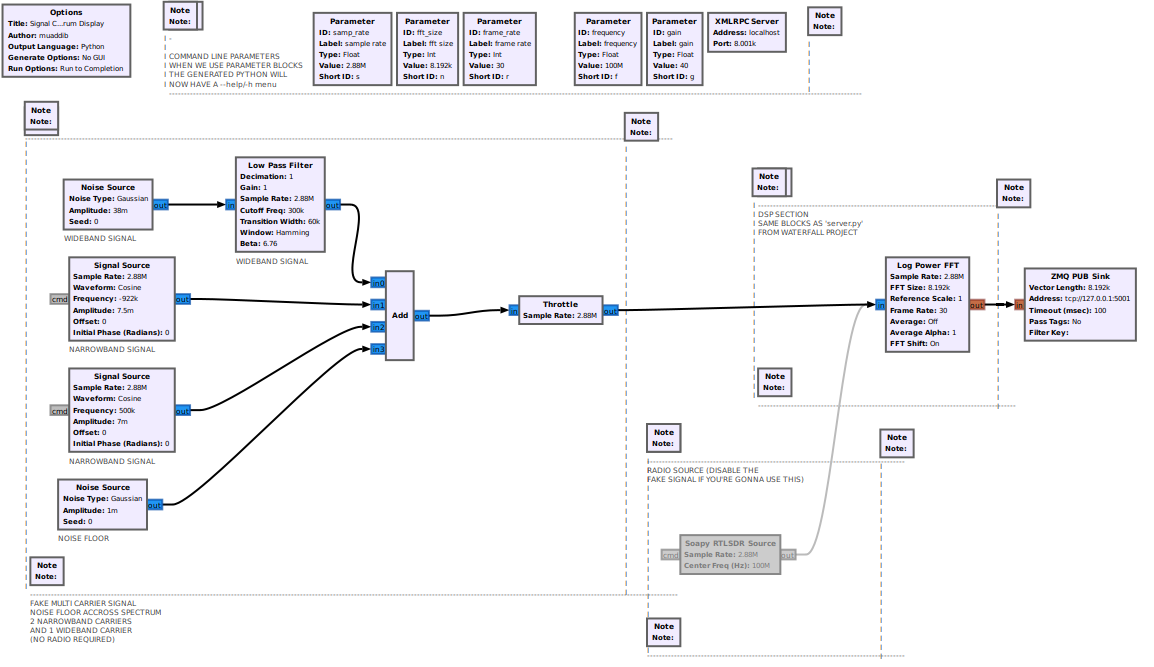 Options
Title: Signal C...rum Display
Author: muaddib
Output Language: Python
Generate Options: No GUI
Run Options: Run to Completion
Note
Note:
-
COMMAND LINE PARAMETERS
WHEN WE USE PARAMETER BLOCKS
THE GENERATED PYTHON WILL
NOW HAVE A --help/-h menu
Parameter
ID: samp_rate
Label: sample rate
Type: Float
Value: 2.88M
Short ID: s
Parameter
ID: fft_size
Label: fft size
Type: Int
Value: 8.192k
Short ID: n
Parameter
ID: frame_rate
Label: frame rate
Type: Int
Value: 30
Short ID: r
Parameter
ID: frequency
Label: frequency
Type: Float
Value: 100M
Short ID: f
Parameter
ID: gain
Label: gain
Type: Float
Value: 40
Short ID: g
XMLRPC Server
Address: localhost
Port: 8.001k
Note
Note:
Note
Note:
Note
Note:
Noise Source
Noise Type: Gaussian
Amplitude: 38m
Seed: 0
out
WIDEBAND SIGNAL
Low Pass Filter
Decimation: 1
Gain: 1
Sample Rate: 2.88M
Cutoff Freq: 300k
Transition Width: 60k
Window: Hamming
Beta: 6.76
in
out
WIDEBAND SIGNAL
Signal Source
Sample Rate: 2.88M
Waveform: Cosine
Frequency: -922k
Amplitude: 7.5m
Offset: 0
Initial Phase (Radians): 0
cmd
out
NARROWBAND SIGNAL
Signal Source
Sample Rate: 2.88M
Waveform: Cosine
Frequency: 500k
Amplitude: 7m
Offset: 0
Initial Phase (Radians): 0
cmd
out
NARROWBAND SIGNAL
Noise Source
Noise Type: Gaussian
Amplitude: 1m
Seed: 0
out
NOISE FLOOR
in0
in1
in2
in3
Add
out
Throttle
Sample Rate: 2.88M
in
out
Note
Note:
FAKE MULTI CARRIER SIGNAL
NOISE FLOOR ACCROSS SPECTRUM
2 NARROWBAND CARRIERS
AND 1 WIDEBAND CARRIER
(NO RADIO REQUIRED)
Note
Note:
Note
Note:
DSP SECTION
SAME BLOCKS AS 'server.py'
FROM WATERFALL PROJECT
Log Power FFT
Sample Rate: 2.88M
FFT Size: 8.192k
Reference Scale: 1
Frame Rate: 30
Average: Off
Average Alpha: 1
FFT Shift: On
in
out
ZMQ PUB Sink
Vector Length: 8.192k
Address: tcp://127.0.0.1:5001
Timeout (msec): 100
Pass Tags: No
Filter Key:
in
Note
Note:
Note
Note:
Note
Note:
RADIO SOURCE (DISABLE THE
FAKE SIGNAL IF YOU'RE GONNA USE THIS)
Soapy RTLSDR Source
Sample Rate: 2.88M
Center Freq (Hz): 100M
cmd
out
Note
Note: